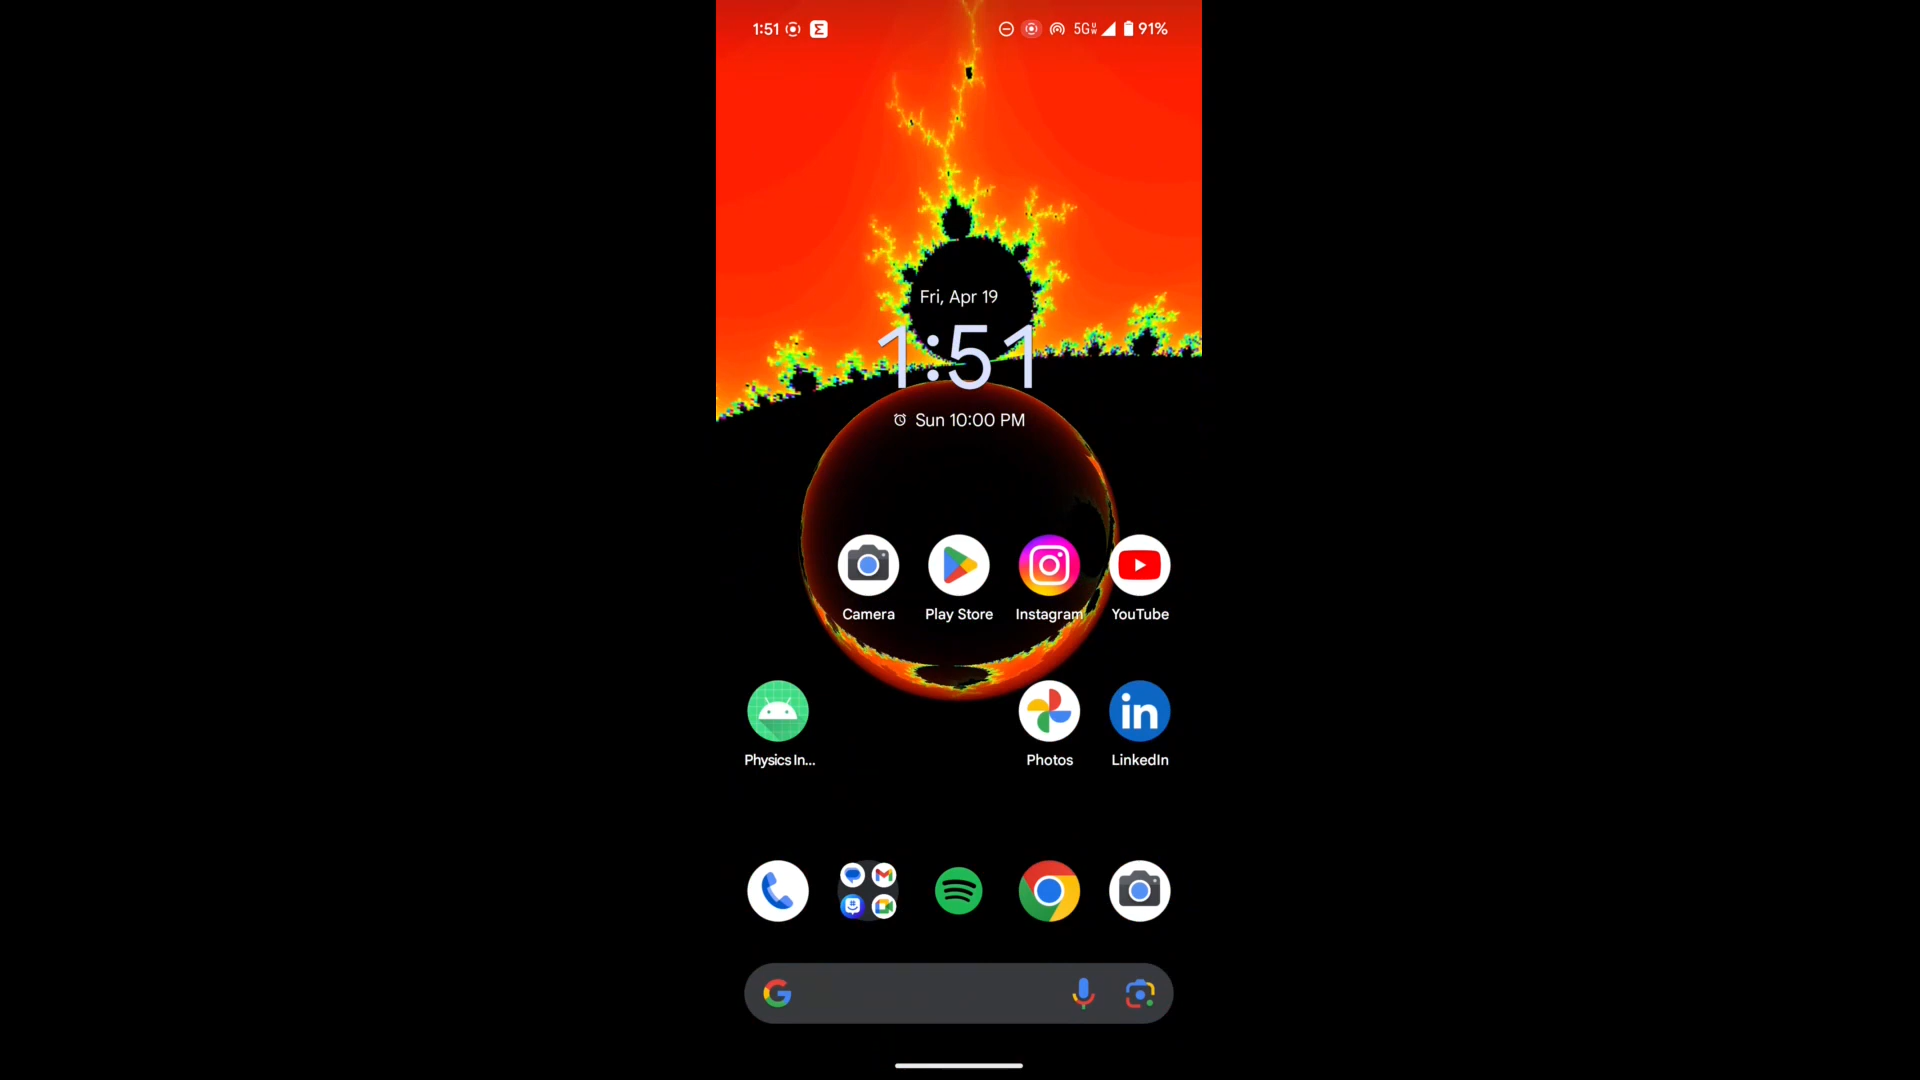 1:51 5G UW 91%
Fri, Apr 19
1:51
Sun 10:00 PM
Camera Play Store Instagram YouTube
Physics In... Photos LinkedIn